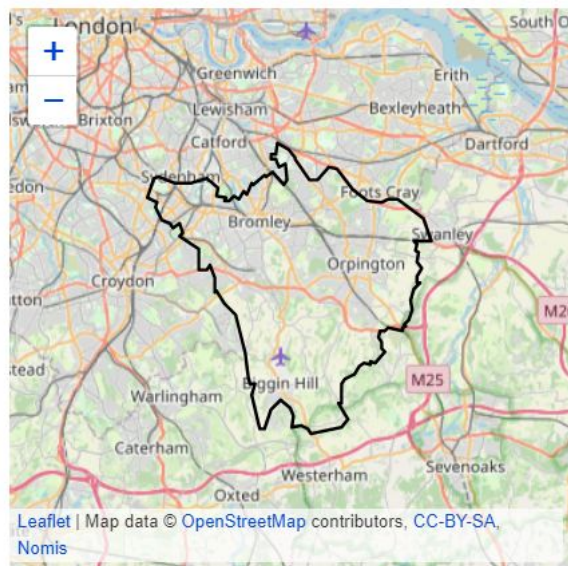 London
South O
+
Greenwich
Erith
−
Lewisham
Bexleyheath
Brixton
Catford
Dartford
Sydenham
Foots Cray
Bromley
Swanley
Orpington
Croydon
M2
Biggin Hill
M25
Warlingham
Caterham
Sevenoaks
Westerham
Oxted
Leaflet | Map data © OpenStreetMap contributors, CC-BY-SA,
Nomis